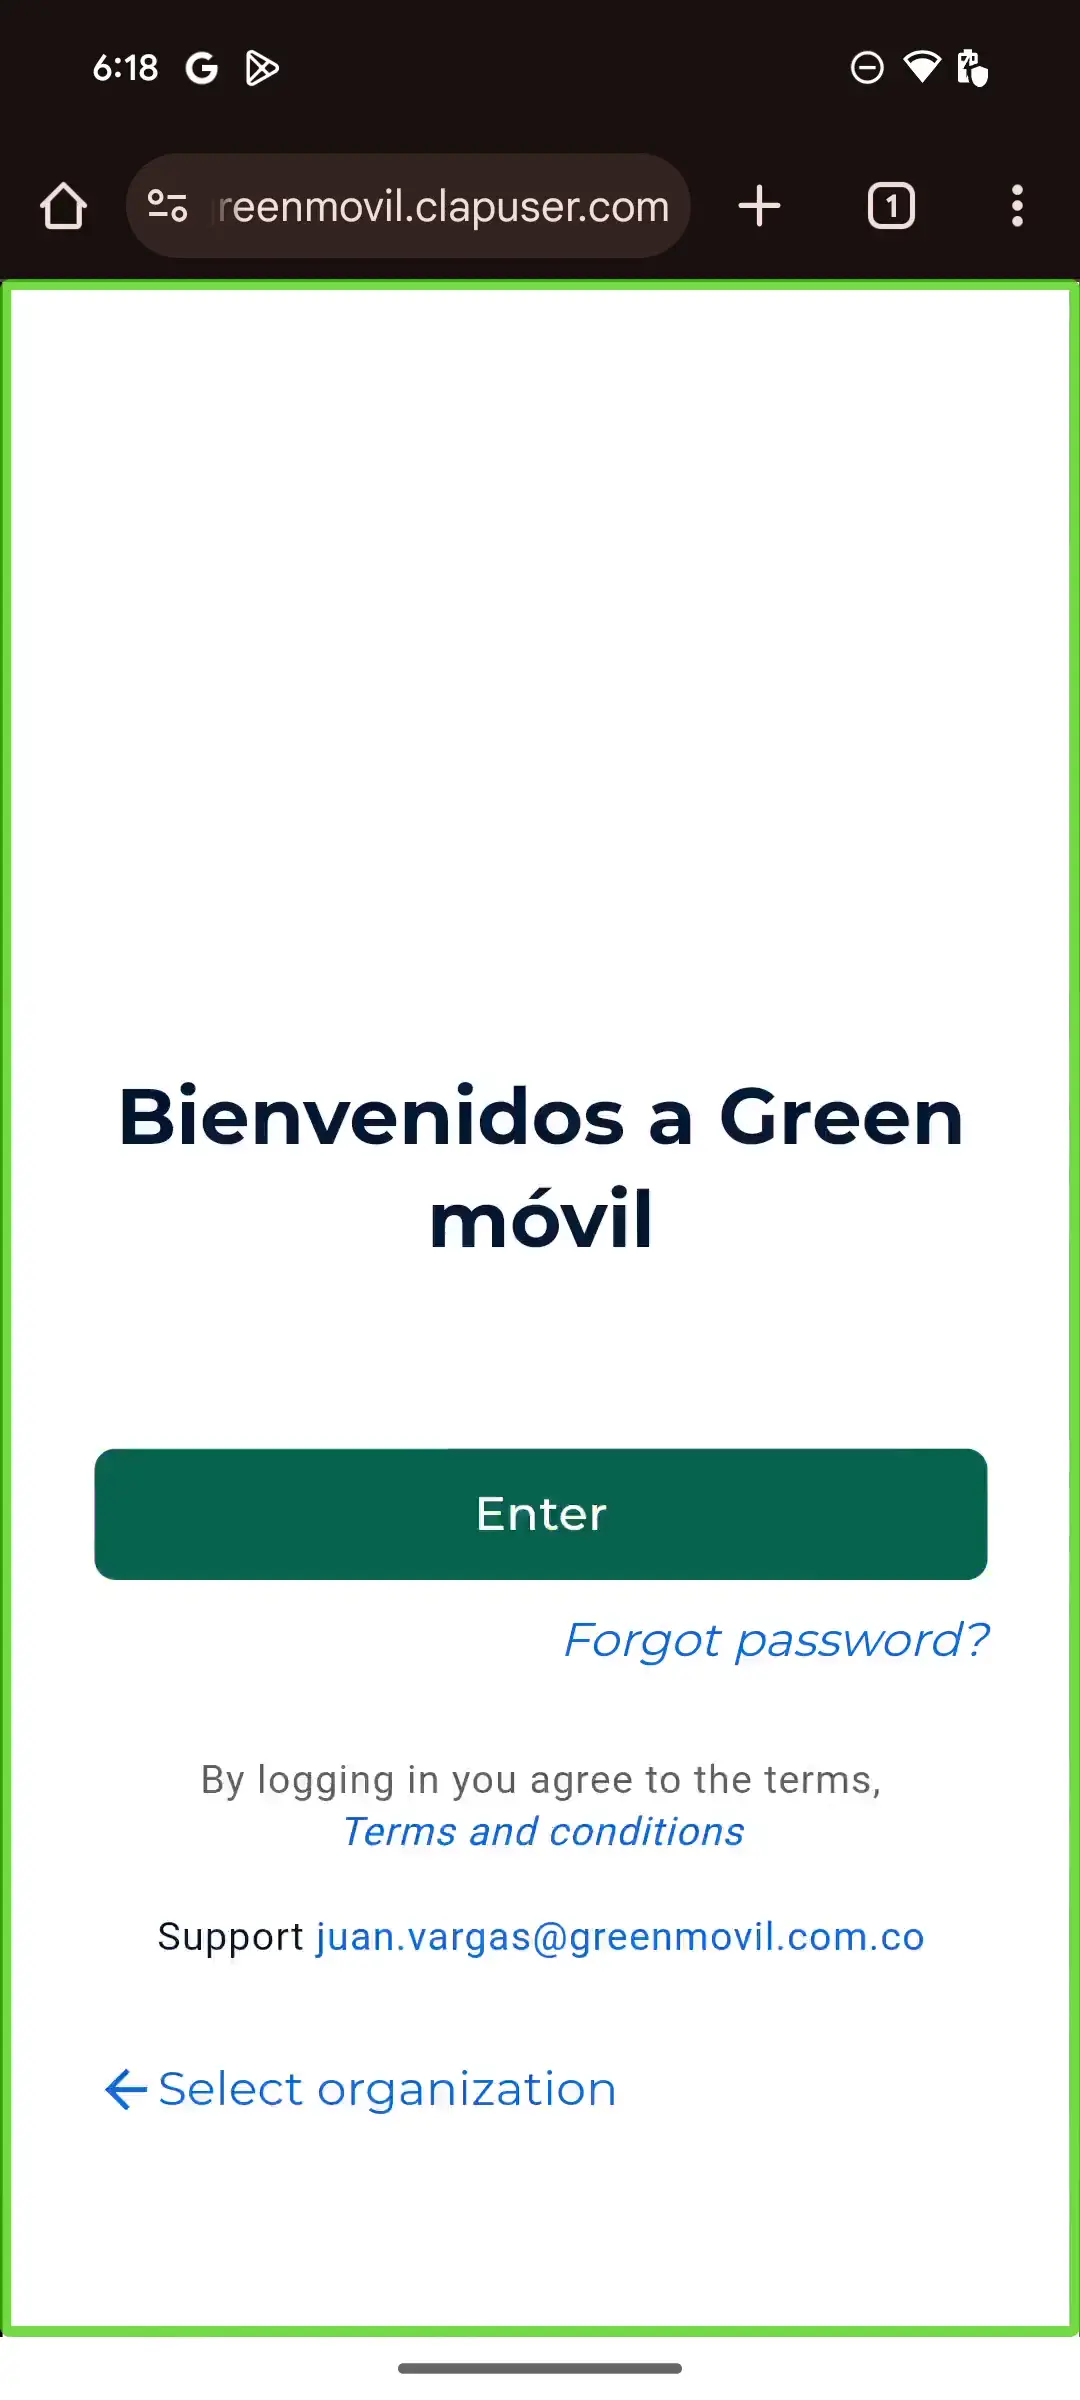 6:18
reenmovil.clapuser.com
1
Bienvenidos a Green
móvil
Enter
Forgot password?
By logging in you agree to the terms,
Terms and conditions
Support juan.vargas@greenmovil.com.co
Select organization